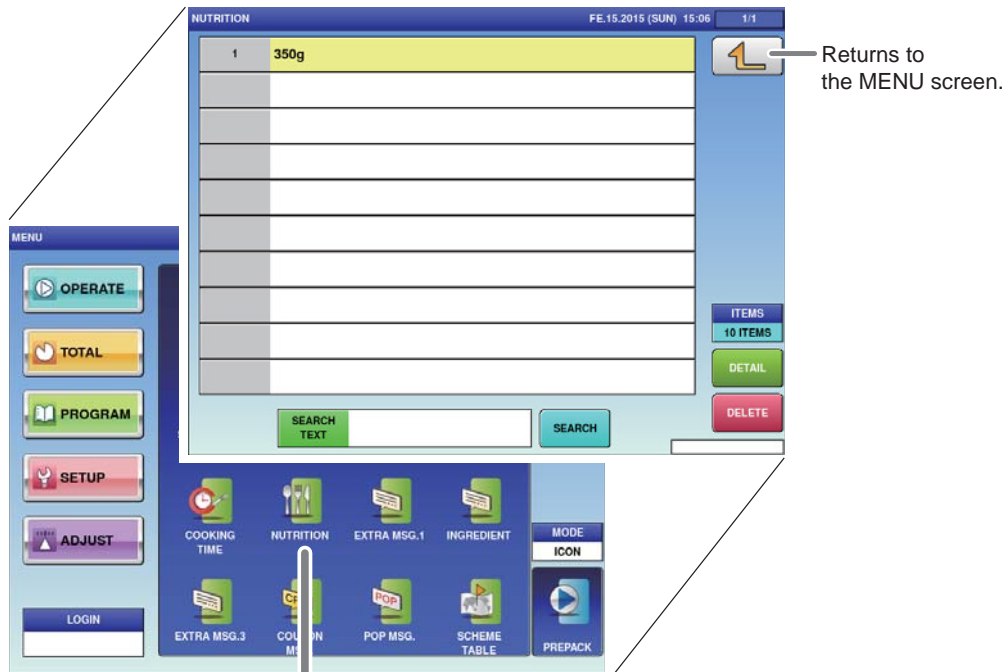 NUTRITION FE.15.2015 (SUN) 15:06 1/1
1 350g
Returns to
the MENU screen.
ITEMS
10 ITEMS
DETAIL
DELETE
SEARCH
TEXT
SEARCH
MENU
OPERATE
TOTAL
PROGRAM
SETUP
ADJUST
LOGIN
COOKING
TIME
NUTRITION
EXTRA MSG.1
INGREDIENT
MODE
ICON
EXTRA MSG.3
POP
POP MSG.
SCHEME
TABLE
PREPACK